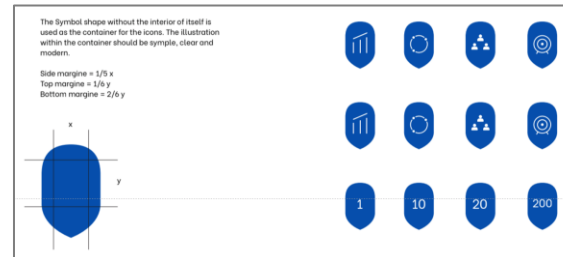 The Symbol shape without the interior of itself is
used as the container for the icons. The illustration
within the container should be symple, clear and
modern.
Side margine = 1/5 x
Top margine = 1/6 y
Bottom margine = 2/6 y
x
y
1 10 20 200